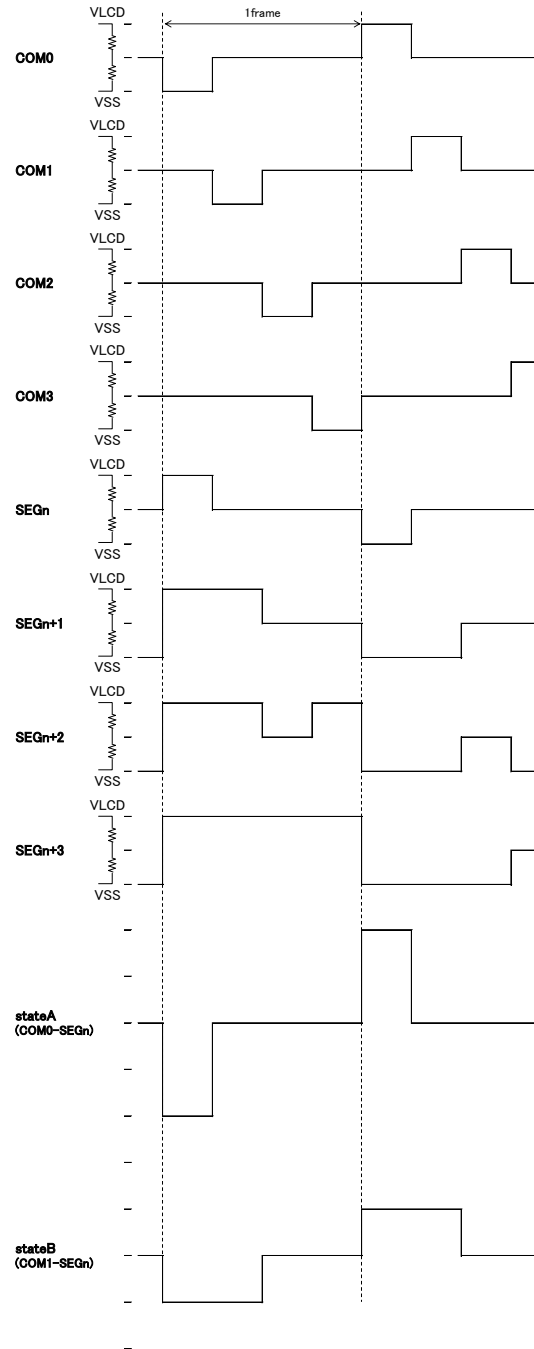 1frame
VLCD
COM0
VSS
VLCD
COM1
VSS
VLCD
COM2
VSS
VLCD
COM3
VSS
VLCD
SEGn
VSS
VLCD
SEGn+1
VSS
VLCD
SEGn+2
VSS
VLCD
SEGn+3
VSS
stateA
(COM0-SEGn)
stateB
(COM1-SEGn)